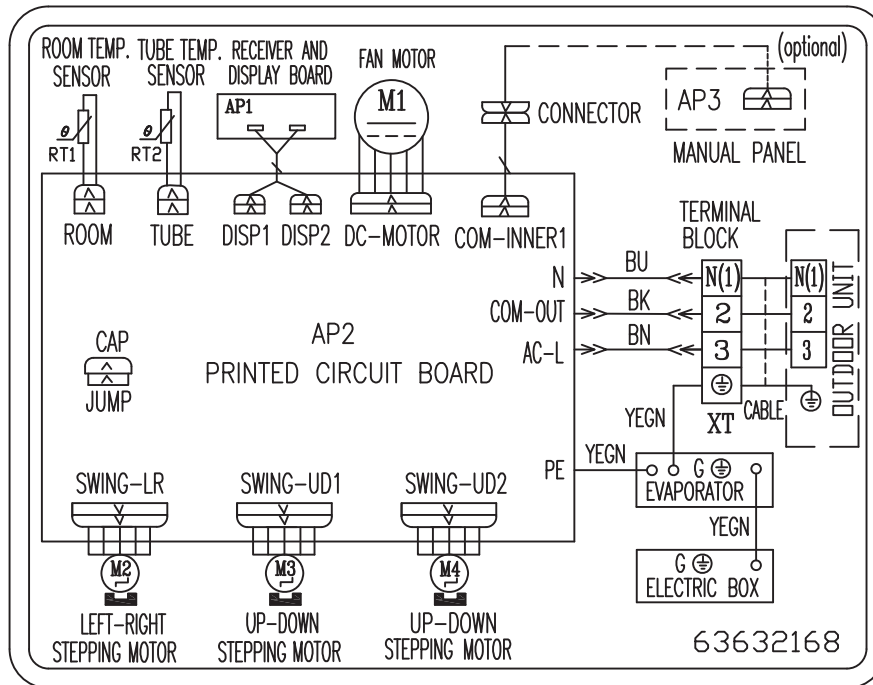 ROOM TEMP.
SENSOR
TUBE TEMP.
SENSOR
RECEIVER AND
DISPLAY BOARD
FAN MOTOR
(optional)
AP1
M1
CONNECTOR
AP3
MANUAL PANEL
θ
RT1
θ
RT2
ROOM
TUBE
DISP1
DISP2
DC-MOTOR
COM-INNER1
TERMINAL
BLOCK
N
BU
N(1)
N(1)
COM-OUT
BK
2
2
AC-L
BN
3
3
OUTDOOR UNIT
AP2
PRINTED CIRCUIT BOARD
CAP
JUMP
YEGN
XT
CABLE
PE
YEGN
G
EVAPORATOR
YEGN
G
ELECTRIC BOX
SWING-LR
SWING-UD1
SWING-UD2
M2
M3
M4
LEFT-RIGHT
STEPPING MOTOR
UP-DOWN
STEPPING MOTOR
UP-DOWN
STEPPING MOTOR
63632168